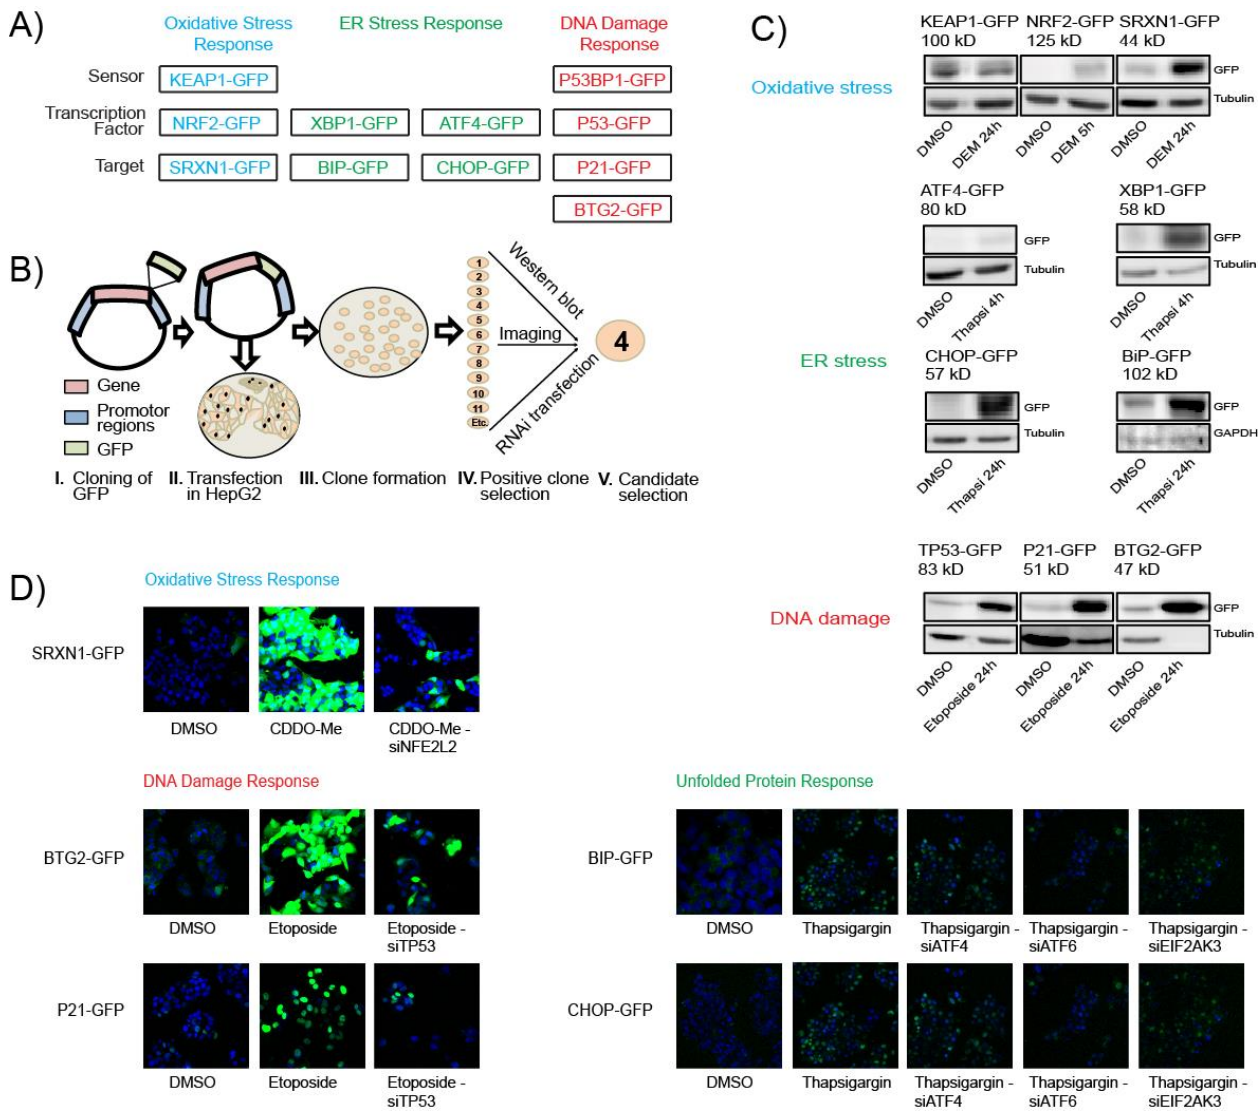 A)
Oxidative Stress
Response
ER Stress Response
DNA Damage
Response
Sensor
KEAP1-GFP
P53BP1-GFP
Transcription
Factor
NRF2-GFP
XBP1-GFP
ATF4-GFP
P53-GFP
Target
SRXN1-GFP
BIP-GFP
CHOP-GFP
P21-GFP
BTG2-GFP
B)
Gene
Promotor
regions
GFP
1
2
3
4
5
6
7
8
9
10
11
Etc.
Western blot
Imaging
RNAi transfection
4
I. Cloning of
GFP
II. Transfection
in HepG2
III. Clone formation
IV. Positive clone
selection
V. Candidate
selection
C)
Oxidative stress
KEAP1-GFP
100 kD
NRF2-GFP
125 kD
SRXN1-GFP
44 kD
GFP
Tubulin
DMSO
DEM 24h
DMSO
DEM 5h
DMSO
DEM 24h
ER stress
ATF4-GFP
80 kD
GFP
Tubulin
DMSO
Thapsi 4h
XBP1-GFP
58 kD
GFP
Tubulin
DMSO
Thapsi 4h
CHOP-GFP
57 kD
GFP
Tubulin
DMSO
Thapsi 24h
BiP-GFP
102 kD
GFP
GAPDH
DMSO
Thapsi 24h
DNA damage
TP53-GFP
83 kD
P21-GFP
51 kD
BTG2-GFP
47 kD
GFP
Tubulin
DMSO
Etoposide 24h
DMSO
Etoposide 24h
DMSO
Etoposide 24h
D)
Oxidative Stress Response
SRXN1-GFP
DMSO
CDDO-Me
CDDO-Me -
siNFE2L2
DNA Damage Response
BTG2-GFP
DMSO
Etoposide
Etoposide -
siTP53
P21-GFP
DMSO
Etoposide
Etoposide -
siTP53
Unfolded Protein Response
BIP-GFP
DMSO
Thapsigargin
Thapsigargin -
siATF4
Thapsigargin -
siATF6
Thapsigargin -
siEIF2AK3
CHOP-GFP
DMSO
Thapsigargin
Thapsigargin -
siATF4
Thapsigargin -
siATF6
Thapsigargin -
siEIF2AK3